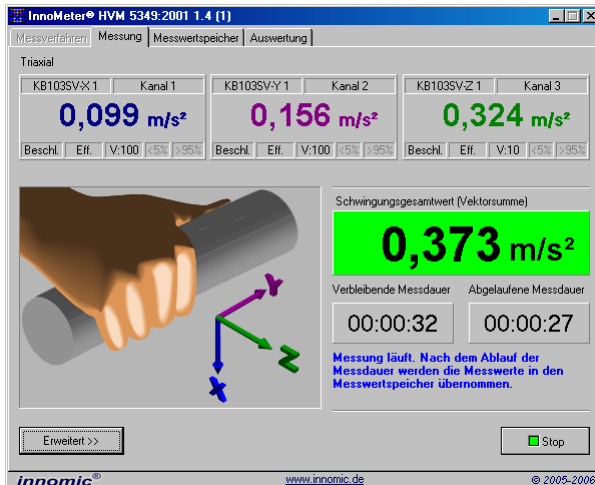 InnoMeter® HVM 5349:2001 1.4 (1)
Messverfahren Messung Messwertspeicher Auswertung
Triaxial
KB103SV-X 1 Kanal 1 KB103SV-Y 1 Kanal 2 KB103SV-Z 1 Kanal 3
0,099 m/s² 0,156 m/s² 0,324 m/s²
Beschl. Eff. V:100 <5% >95% Beschl. Eff. V:100 <5% >95% Beschl. Eff. V:10 <5% >95%
Schwingungsgesamtwert (Vektorsumme)
0,373 m/s²
Verbleibende Messdauer Abgelaufene Messdauer
00:00:32 00:00:27
Messung läuft. Nach dem Ablauf der
Messdauer werden die Messwerte in den
Messwertspeicher übernommen.
Y
Z
X
Erweitert >> Stop
innomic® www.innomic.de © 2005-2006